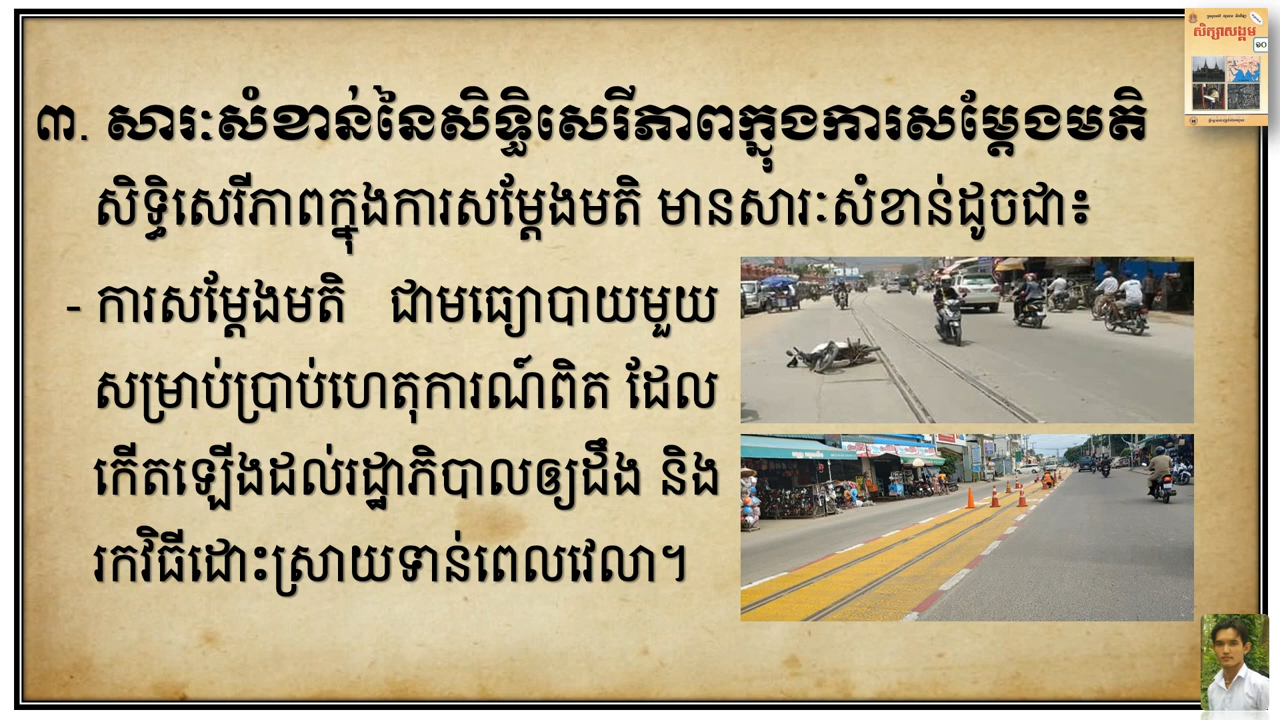 ៣. សារៈសំខាន់នៃសិទ្ធិសេរីភាពក្នុងការសម្ដែងមតិ
សិទ្ធិសេរីភាពក្នុងការសម្ដែងមតិ មានសារៈសំខាន់ដូចជា៖
- ការសម្ដែងមតិ ជាមធ្យោបាយមួយ
សម្រាប់ប្រាប់ហេតុការណ៍ពិត ដែល
កើតឡើងដល់រដ្ឋាភិបាលឲ្យដឹង និង
រកវិធីដោះស្រាយទាន់ពេលវេលា។
សិក្សាសង្គម
១០